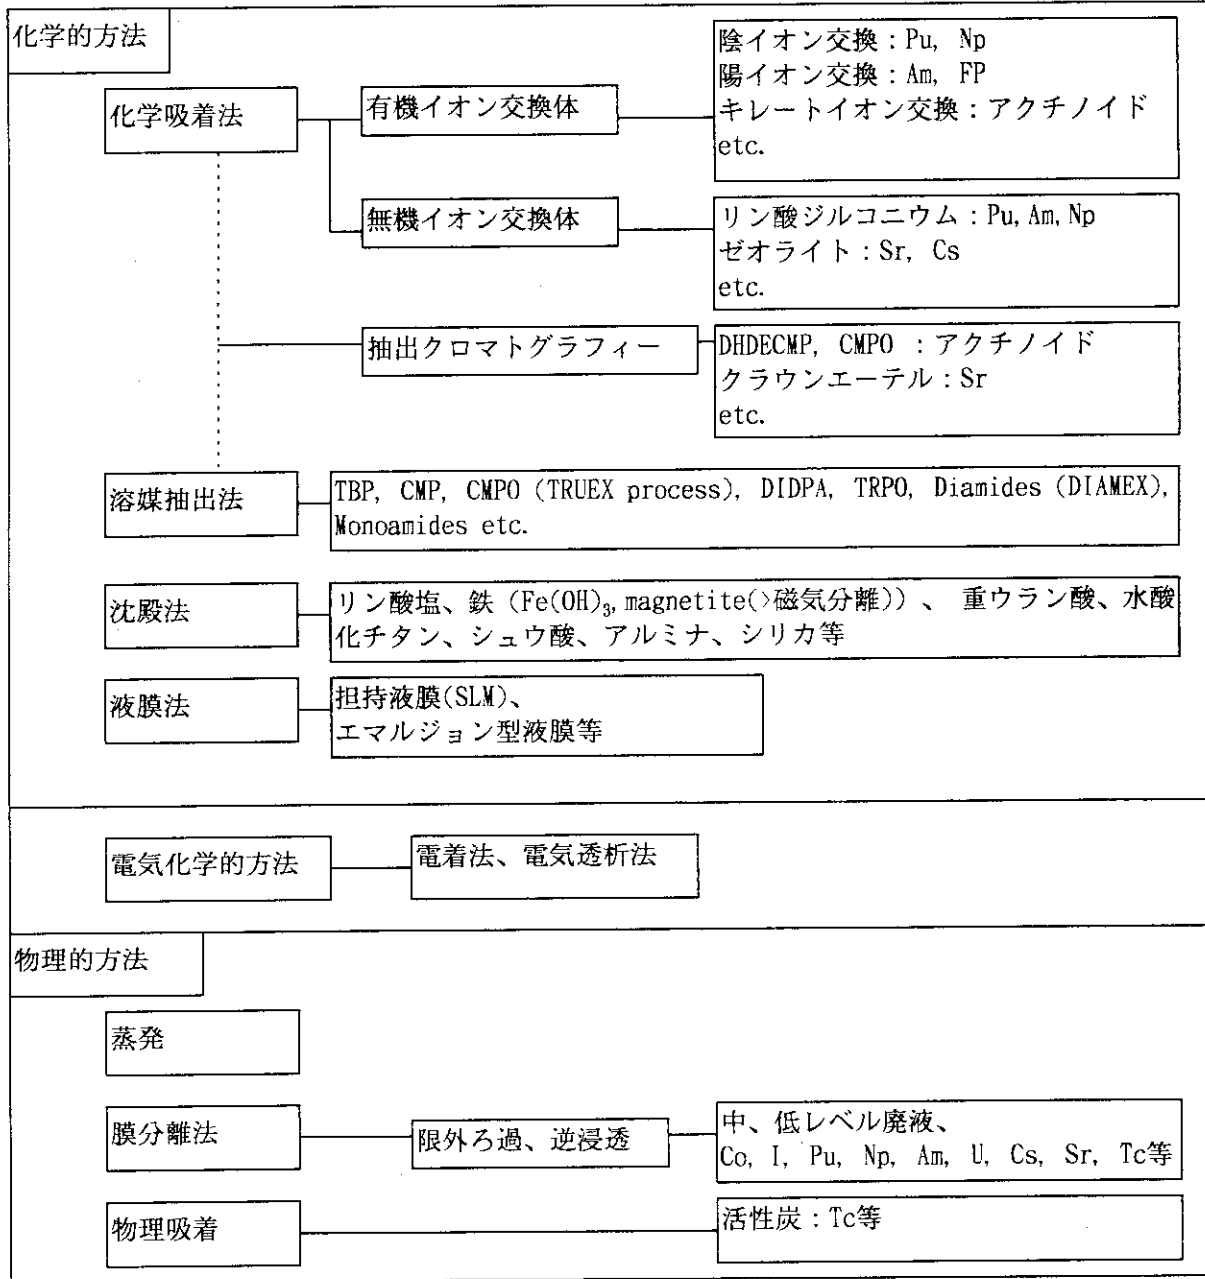 化学的方法
化学吸着法
有機イオン交換体
陰イオン交換：Pu, Np
陽イオン交換：Am, FP
キレートイオン交換：アクチノイド
etc.
無機イオン交換体
リン酸ジルコニウム：Pu, Am, Np
ゼオライト：Sr, Cs
etc.
抽出クロマトグラフィー
DHDECMP, CMPO ：アクチノイド
クラウンエーテル：Sr
etc.
溶媒抽出法
TBP, CMP, CMPO (TRUEX process), DIDPA, TRPO, Diamides (DIAMEX),
Monoamides etc.
沈殿法
リン酸塩、鉄（Fe(OH)₃, magnetite(>磁気分離)）、 重ウラン酸、水酸
化チタン、シュウ酸、アルミナ、シリカ等
液膜法
担持液膜(SLM)、
エマルジョン型液膜等
電気化学的方法
電着法、電気透析法
物理的方法
蒸発
膜分離法
限外ろ過、逆浸透
中、低レベル廃液、
Co, I, Pu, Np, Am, U, Cs, Sr, Tc等
物理吸着
活性炭：Tc等